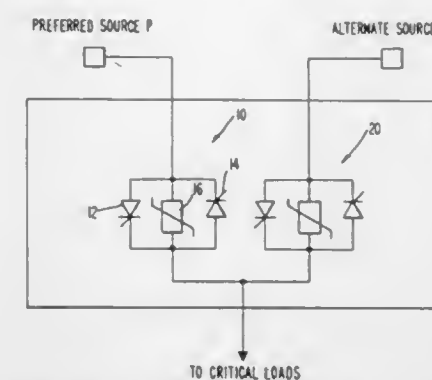 PREFERRED SOURCE P
ALTERNATE SOURCE
10
20
14
16
12
TO CRITICAL LOADS